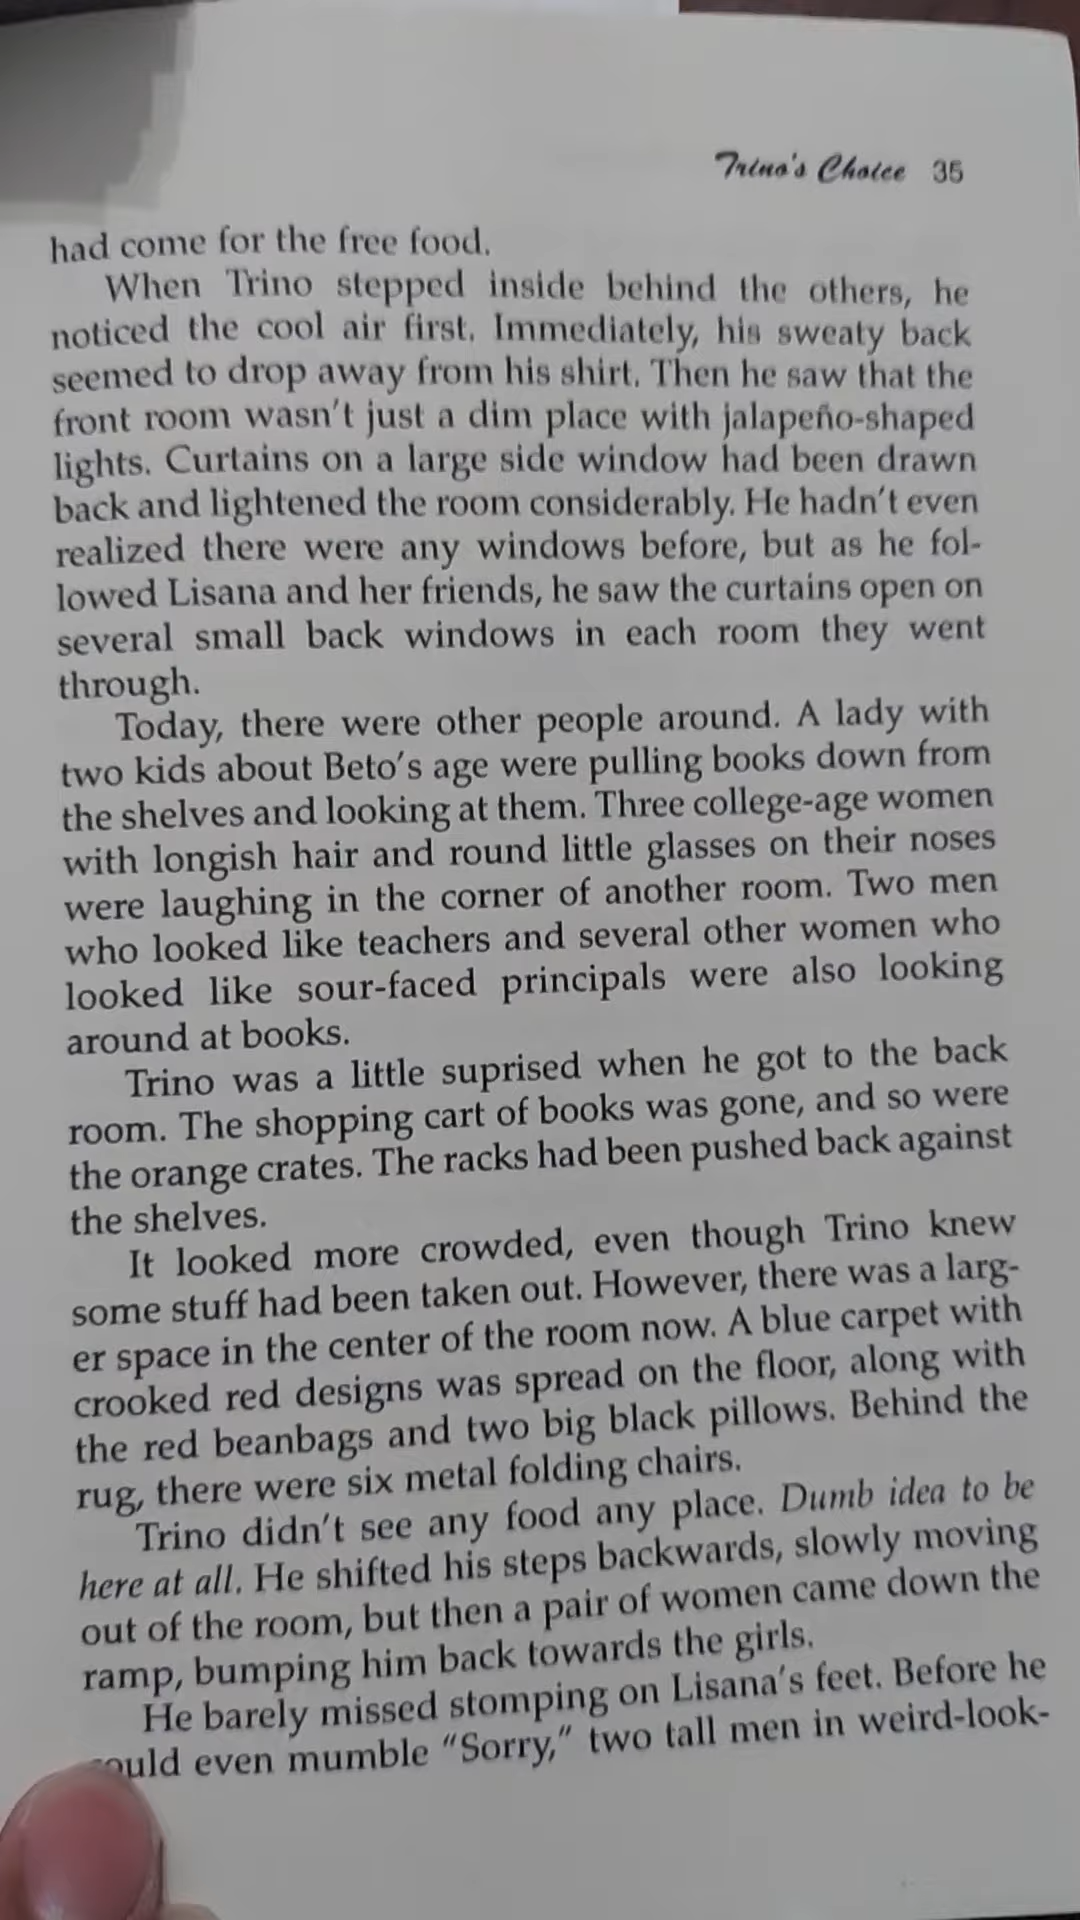 Trino's Choice 35
had come for the free food.
When Trino stepped inside behind the others, he
noticed the cool air first. Immediately, his sweaty back
seemed to drop away from his shirt. Then he saw that the
front room wasn't just a dim place with jalapeño-shaped
lights. Curtains on a large side window had been drawn
back and lightened the room considerably. He hadn't even
realized there were any windows before, but as he fol-
lowed Lisana and her friends, he saw the curtains open on
several small back windows in each room they went
through.
Today, there were other people around. A lady with
two kids about Beto's age were pulling books down from
the shelves and looking at them. Three college-age women
with longish hair and round little glasses on their noses
were laughing in the corner of another room. Two men
who looked like teachers and several other women who
looked like sour-faced principals were also looking
around at books.
Trino was a little suprised when he got to the back
room. The shopping cart of books was gone, and so were
the orange crates. The racks had been pushed back against
the shelves.
It looked more crowded, even though Trino knew
some stuff had been taken out. However, there was a larg-
er space in the center of the room now. A blue carpet with
crooked red designs was spread on the floor, along with
the red beanbags and two big black pillows. Behind the
rug, there were six metal folding chairs.
Trino didn't see any food any place. Dumb idea to be
here at all. He shifted his steps backwards, slowly moving
out of the room, but then a pair of women came down the
ramp, bumping him back towards the girls.
He barely missed stomping on Lisana's feet. Before he
could even mumble "Sorry," two tall men in weird-look-